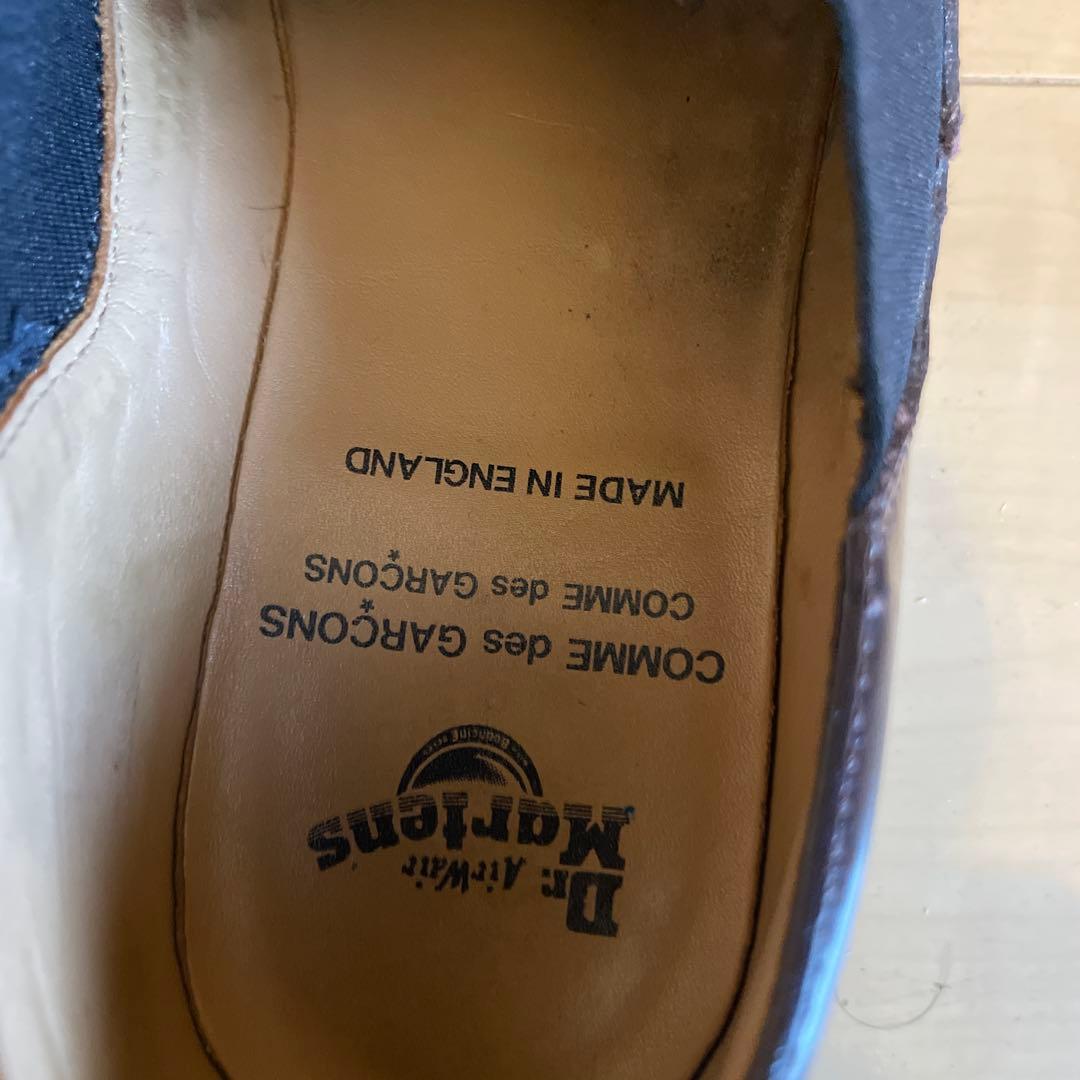 Dr. AirWair
Martens
COMME des GARÇONS
COMME des GARÇONS
MADE IN ENGLAND